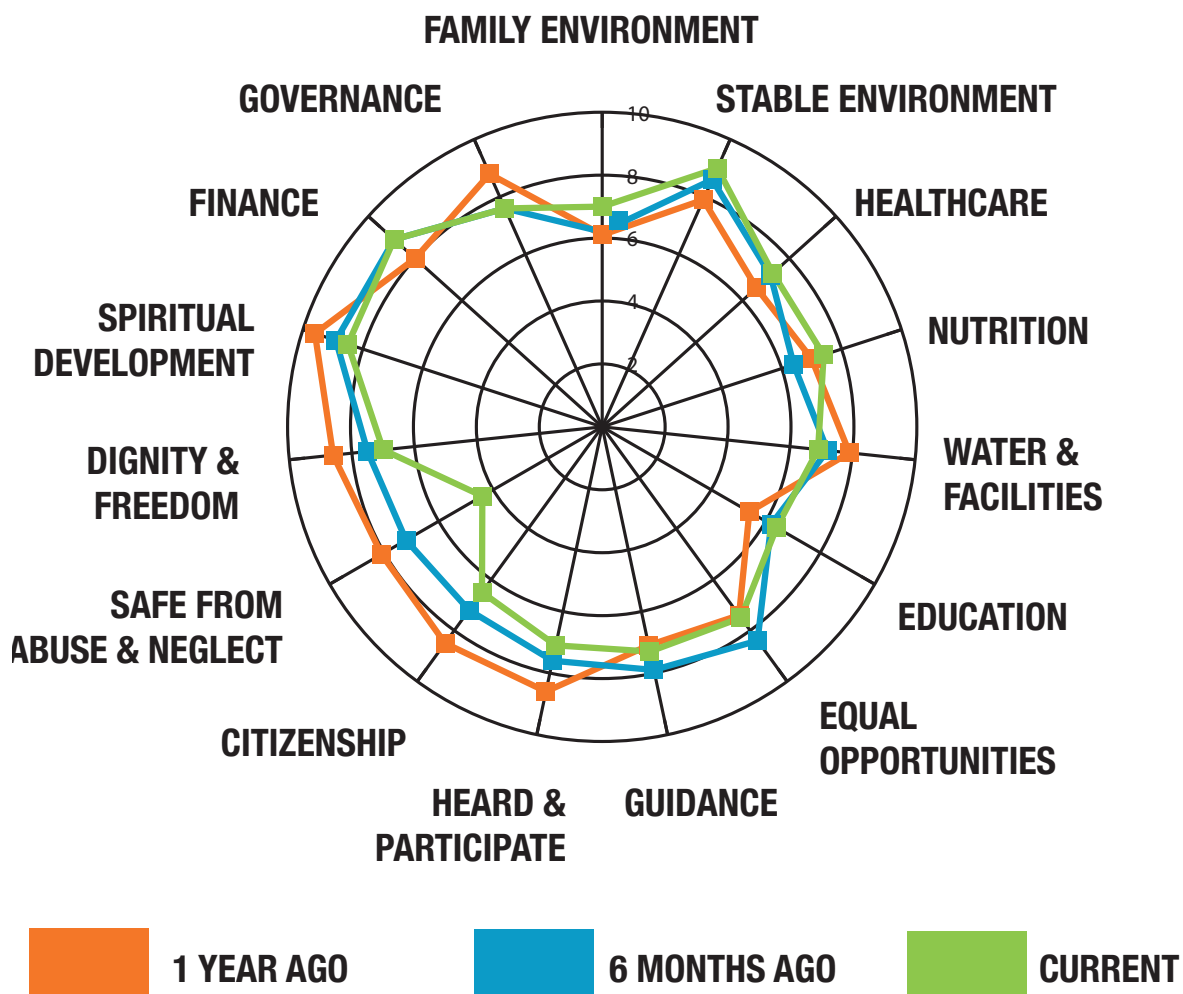 FAMILY ENVIRONMENT
GOVERNANCE
STABLE ENVIRONMENT
10
8
6
4
2
FINANCE
HEALTHCARE
SPIRITUAL
DEVELOPMENT
NUTRITION
DIGNITY &
FREEDOM
WATER &
FACILITIES
SAFE FROM
ABUSE & NEGLECT
EDUCATION
CITIZENSHIP
EQUAL
OPPORTUNITIES
HEARD &
PARTICIPATE
GUIDANCE
1 YEAR AGO
6 MONTHS AGO
CURRENT